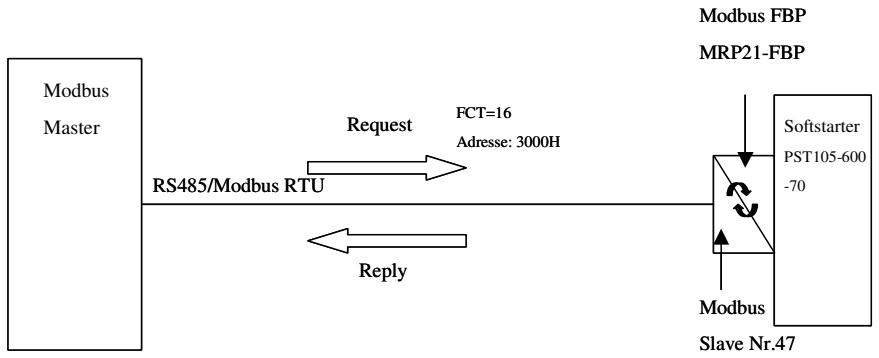 Modbus FBP
MRP21-FBP
Modbus
Master
Request
FCT=16
Adresse: 3000H
RS485/Modbus RTU
Softstarter
PST105-600
-70
Reply
Modbus
Slave Nr.47